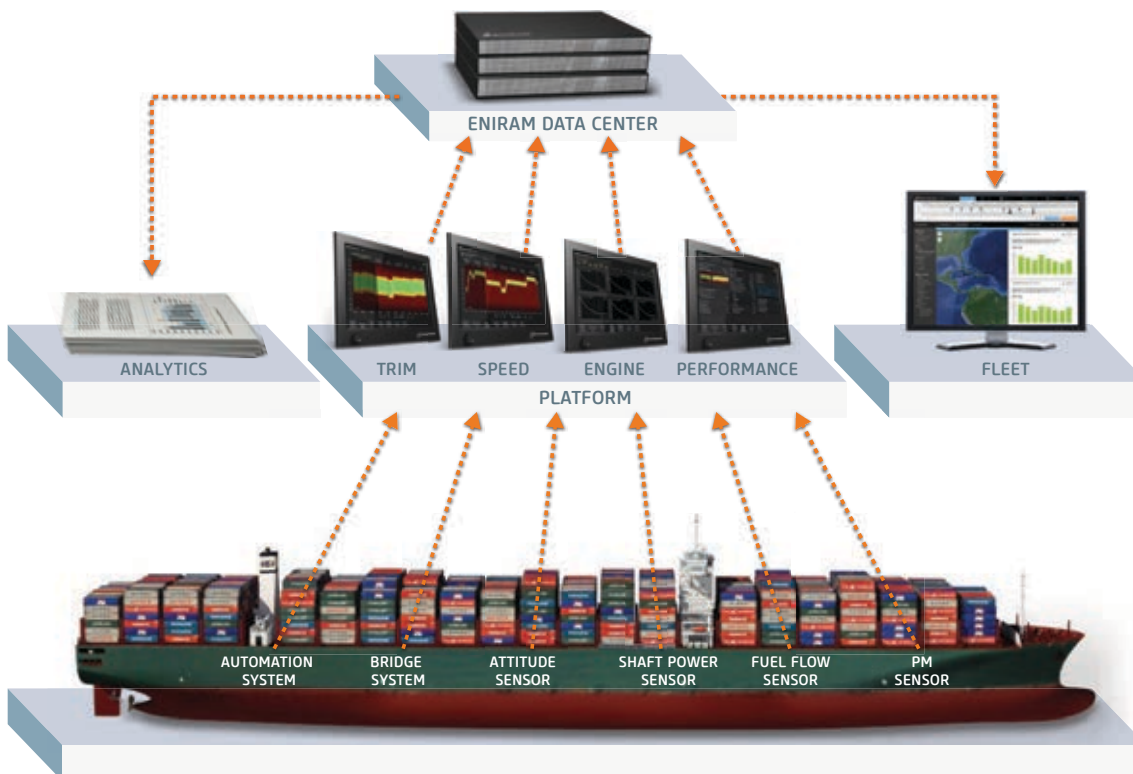 ENIRAM DATA CENTER
ANALYTICS
TRIM
SPEED
ENGINE
PERFORMANCE
FLEET
PLATFORM
AUTOMATION
SYSTEM
BRIDGE
SYSTEM
ATTITUDE
SENSOR
SHAFT POWER
SENSOR
FUEL FLOW
SENSOR
PM
SENSOR